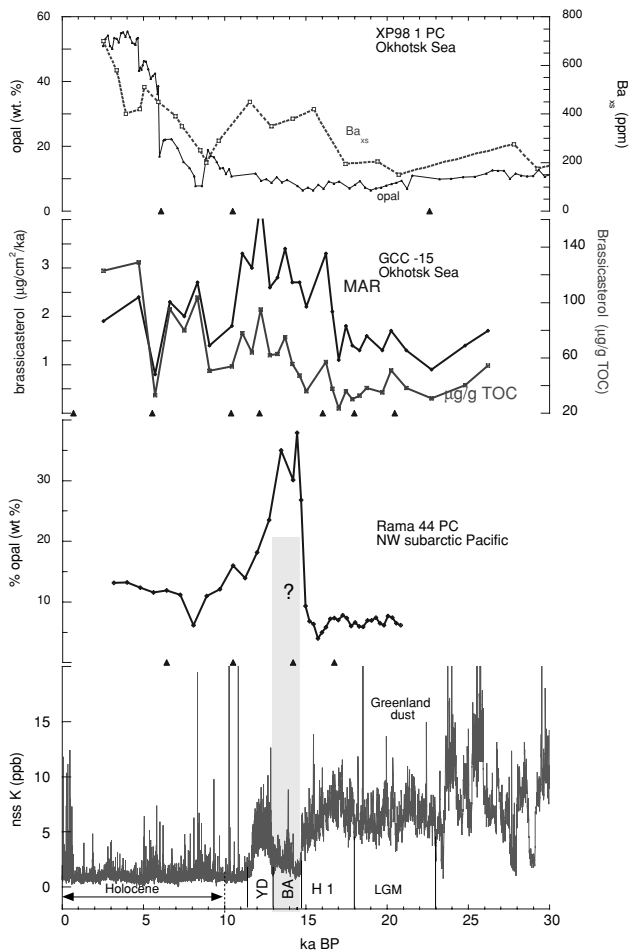 XP98 1 PC
Okhotsk Sea
opal (wt. %)
Ba xs (ppm)
800
700
600
500
400
300
200
100
0
60
40
20
0
Ba xs
opal
GCC -15
Okhotsk Sea
MAR
µg/g TOC
brassicasterol (µg/cm²/ka)
Brassicasterol (µg/g TOC)
3
2
1
140
100
60
20
Rama 44 PC
NW subarctic Pacific
% opal (wt %)
30
20
10
?
Greenland
dust
nss K (ppb)
15
10
5
0
Holocene
YD
BA
H 1
LGM
0 5 10 15 20 25 30
ka BP